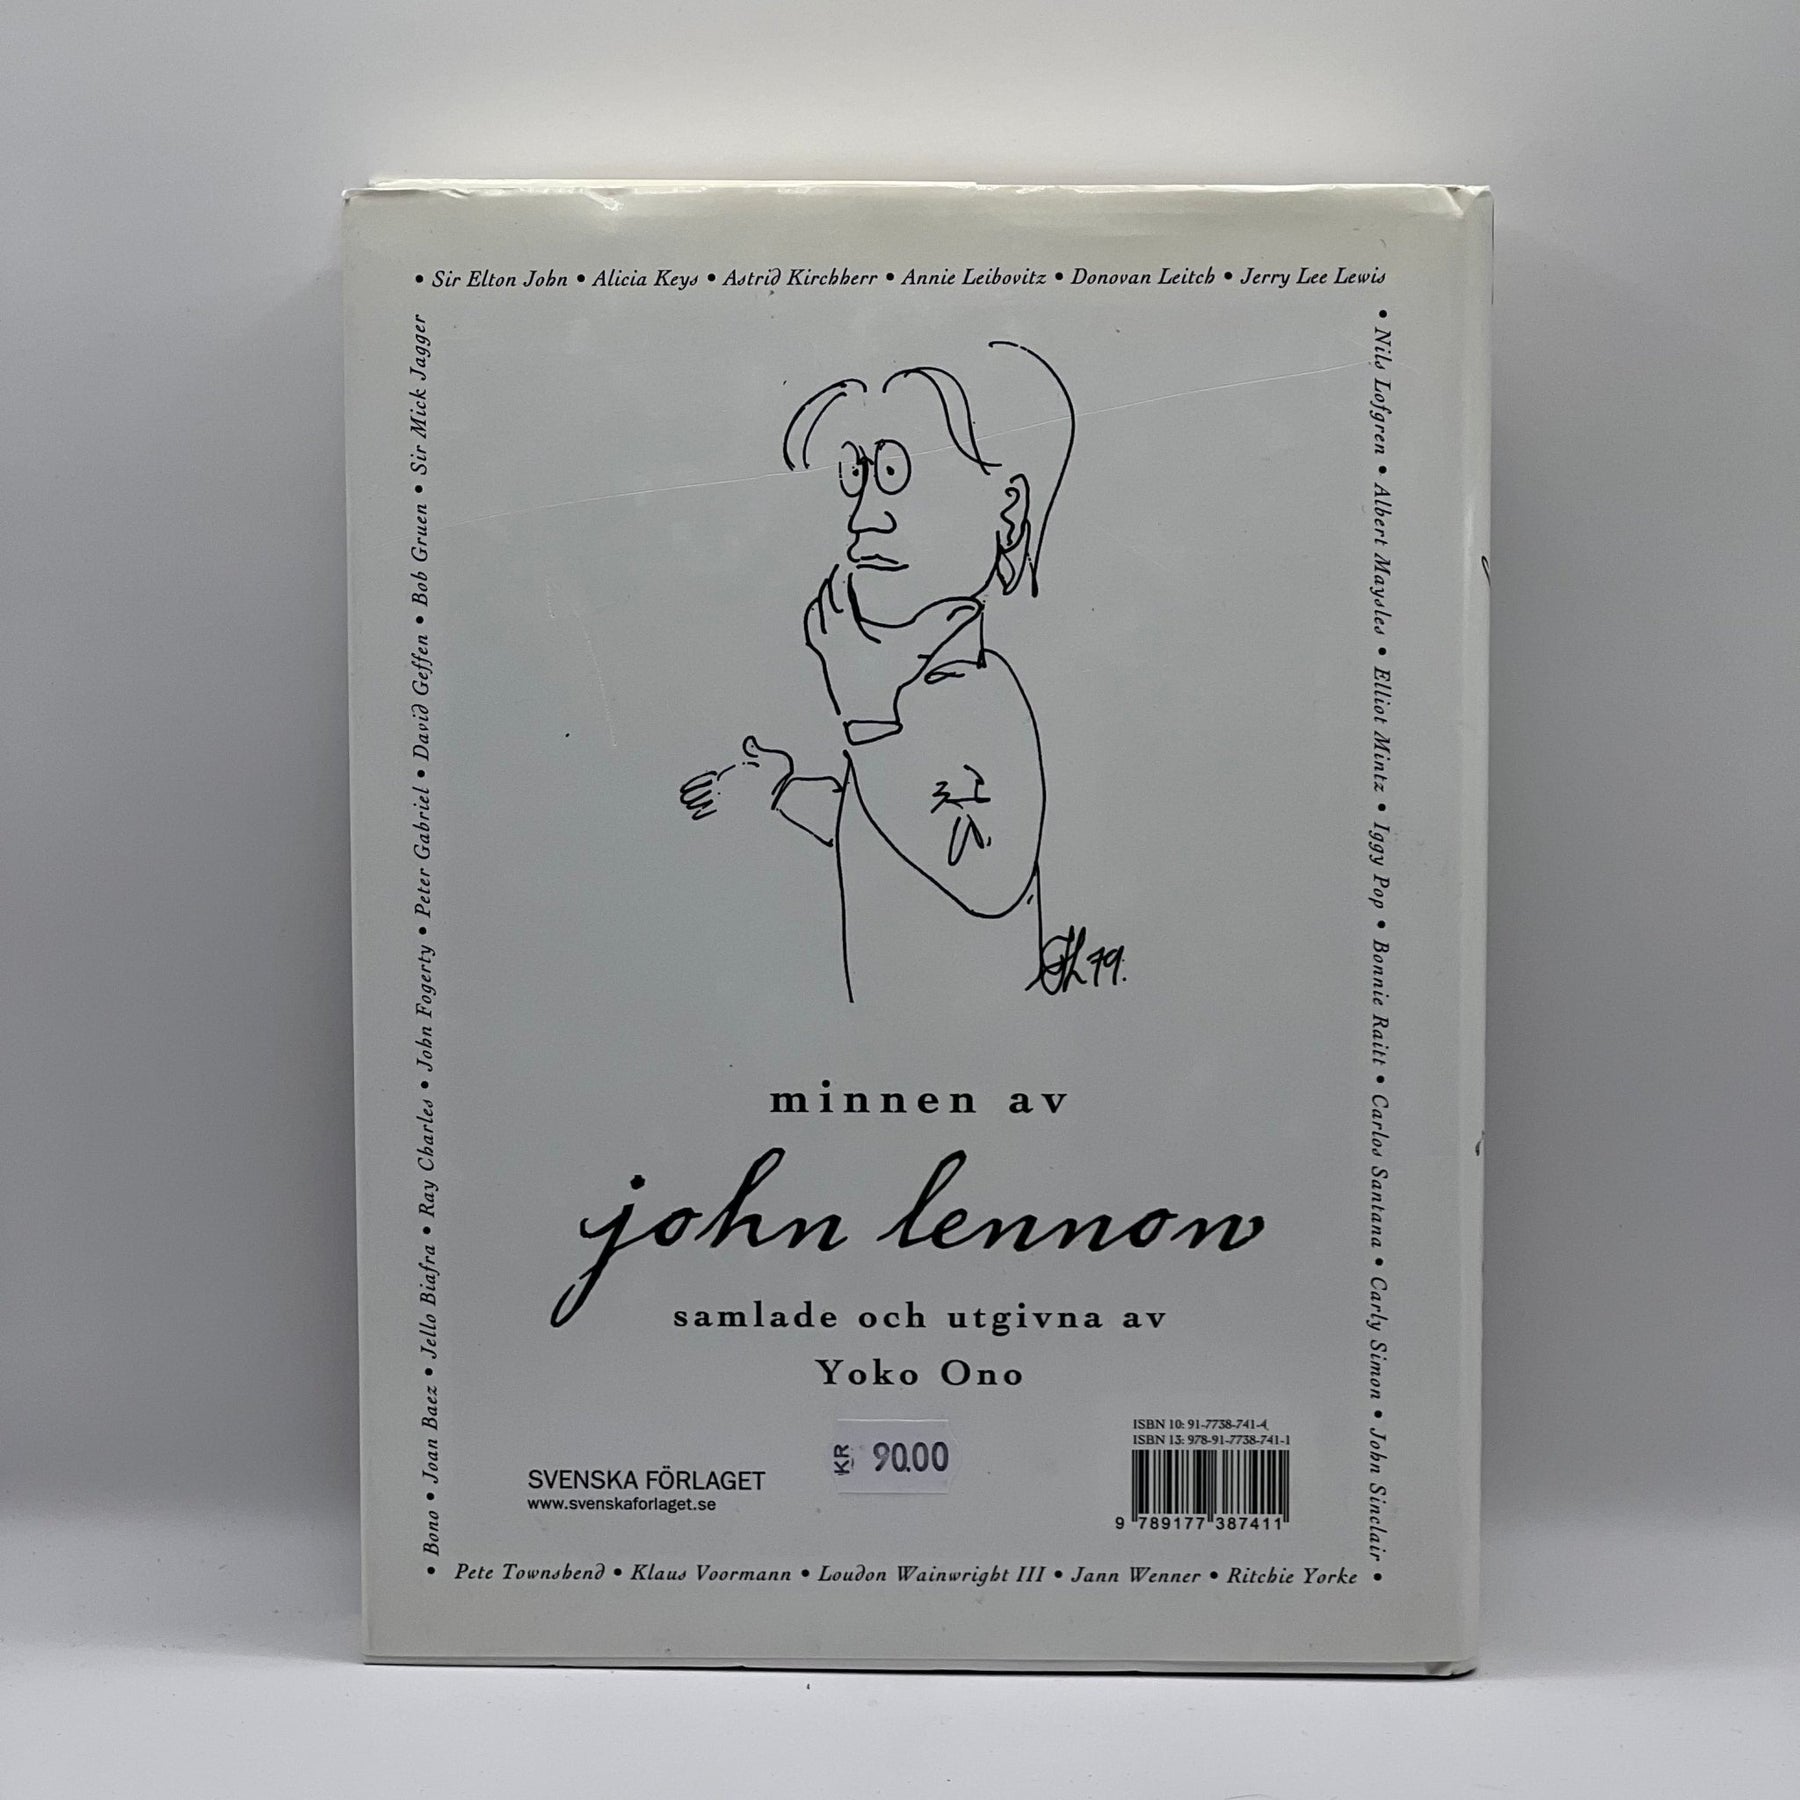 • Sir Elton John • Alicia Keys • Astrid Kirchherr • Annie Leibovitz • Donovan Leitch • Jerry Lee Lewis
• Bono • Joan Baez • Jello Biafra • Ray Charles • John Fogerty • Peter Gabriel • David Geffen • Bob Gruen • Sir Mick Jagger
• Nils Lofgren • Albert Maysles • Elliot Mintz • Iggy Pop • Bonnie Raitt • Carlos Santana • Carly Simon • John Sinclair
79.
minnen av
john lennon
samlade och utgivna av
Yoko Ono
ISBN 10: 91-7738-741-4
ISBN 13: 978-91-7738-741-1
KR 90.00
SVENSKA FÖRLAGET
www.svenskaforlaget.se
9 789177 387411
Pete Townshend • Klaus Voormann • Loudon Wainwright III • Jann Wenner • Ritchie Yorke •